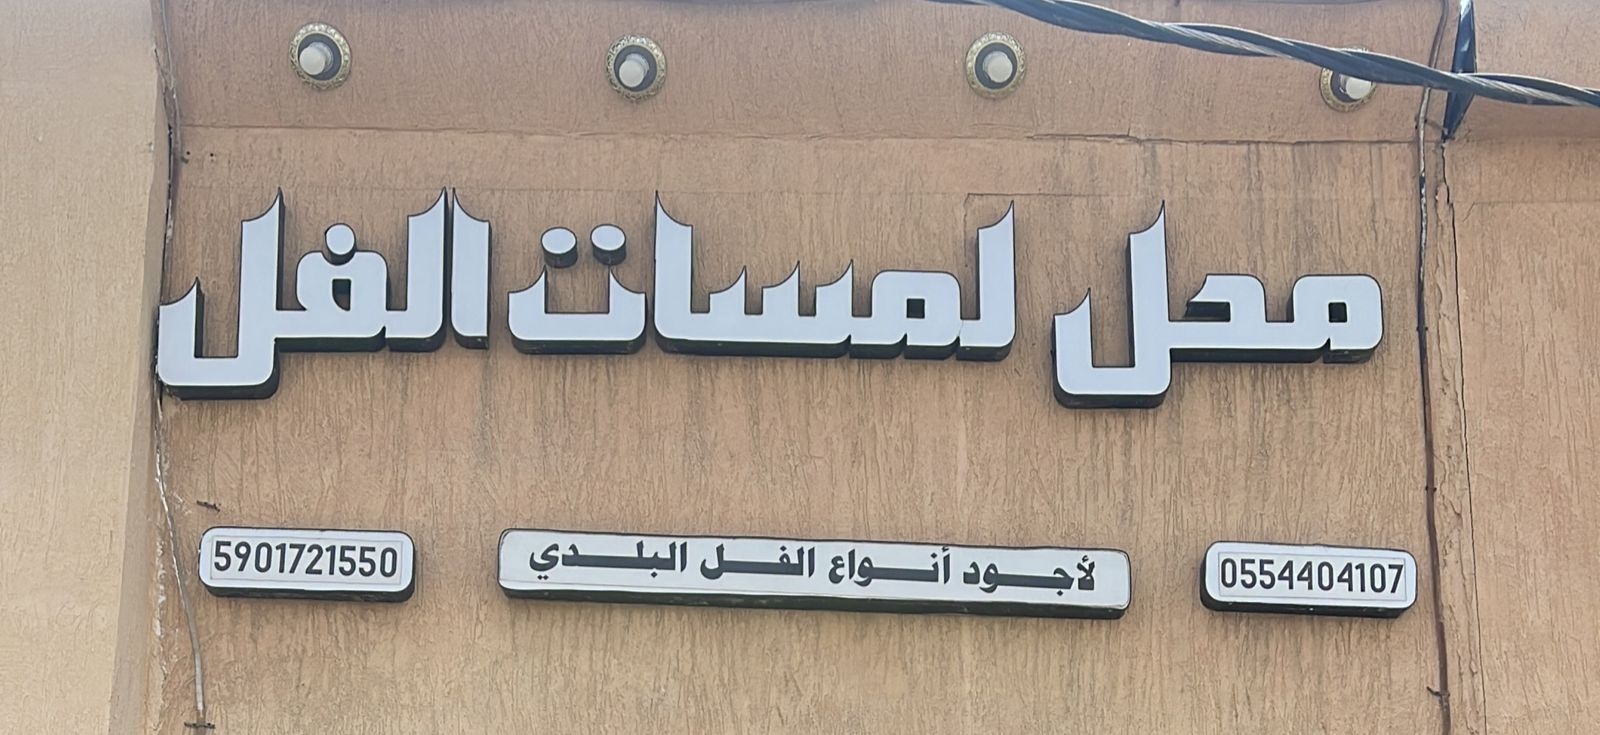 محل لمسات الفل
0554404107
لأجود أنواع الفل البلدي
5901721550